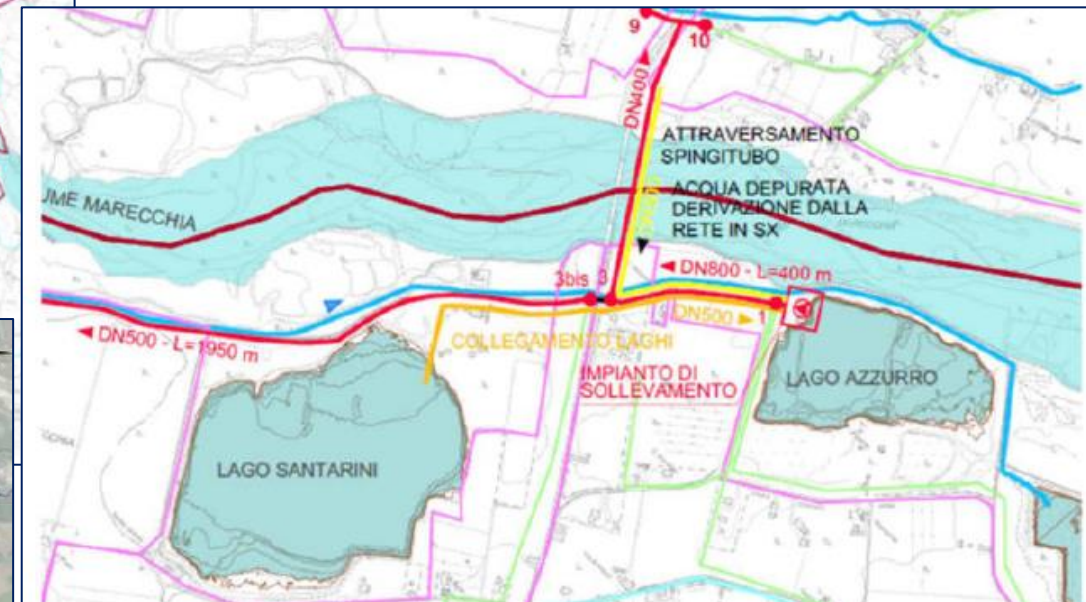 9
10
DN400
ATTRAVERSAMENTO
SPINGITUBO
ACQUA DEPURATA
DERIVAZIONE DALLA
RETE IN SX
UME MARECCHIA
3bis
3
DN800 - L=400 m
DN500
1
DN500 - L=1950 m
COLLEGAMENTO LAGHI
IMPIANTO DI
SOLLEVAMENTO
LAGO AZZURRO
LAGO SANTARINI